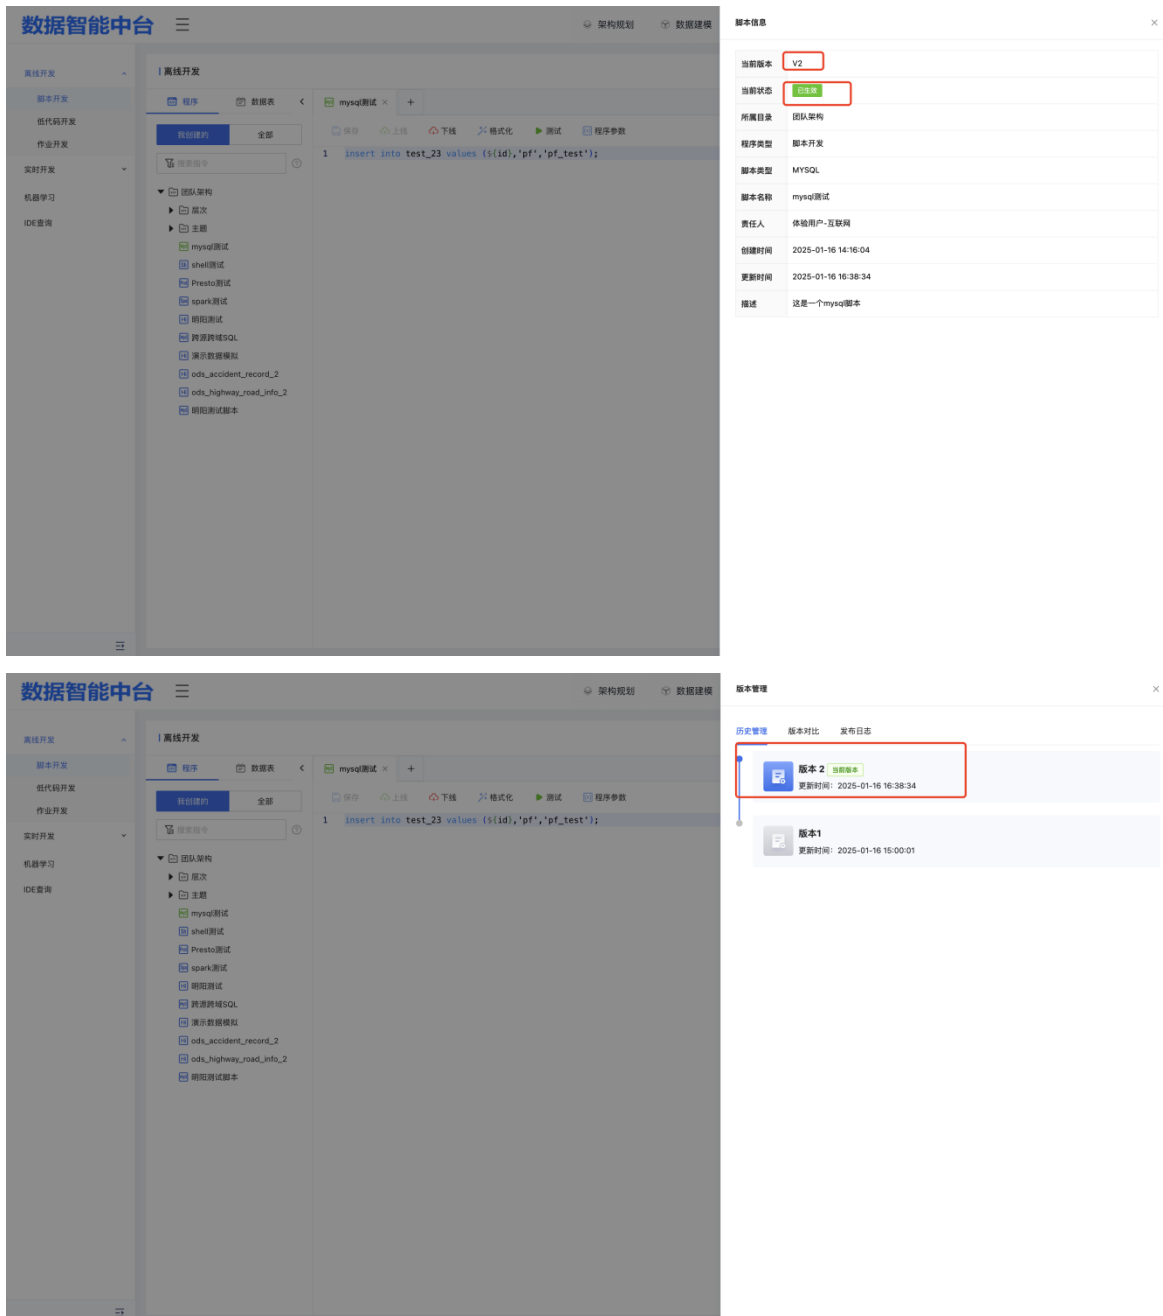 数据智能中台
架构规划
数据建模
离线开发
脚本开发
低代码开发
作业开发
实时开发
机器学习
IDE查询
离线开发
程序
数据表
mysql测试
我创建的
全部
搜索指令
保存
上线
下线
格式化
测试
程序参数
1 insert into test_23 values (${id},'pf','pf_test');
团队架构
层次
主题
mysql测试
shell测试
Presto测试
spark测试
明阳测试
跨源跨域SQL
演示数据模拟
ods_accident_record_2
ods_highway_road_info_2
明阳测试脚本
脚本信息
当前版本 V2
当前状态 已生效
所属目录 团队架构
程序类型 脚本开发
脚本类型 MYSQL
脚本名称 mysql测试
责任人 体验用户-互联网
创建时间 2025-01-16 14:16:04
更新时间 2025-01-16 16:38:34
描述 这是一个mysql脚本
数据智能中台
架构规划
数据建模
离线开发
脚本开发
低代码开发
作业开发
实时开发
机器学习
IDE查询
离线开发
程序
数据表
mysql测试
我创建的
全部
搜索指令
保存
上线
下线
格式化
测试
程序参数
1 insert into test_23 values (${id},'pf','pf_test');
团队架构
层次
主题
mysql测试
shell测试
Presto测试
spark测试
明阳测试
跨源跨域SQL
演示数据模拟
ods_accident_record_2
ods_highway_road_info_2
明阳测试脚本
版本管理
历史管理 版本对比 发布日志
版本 2 当前版本
更新时间：2025-01-16 16:38:34
版本1
更新时间：2025-01-16 15:00:01